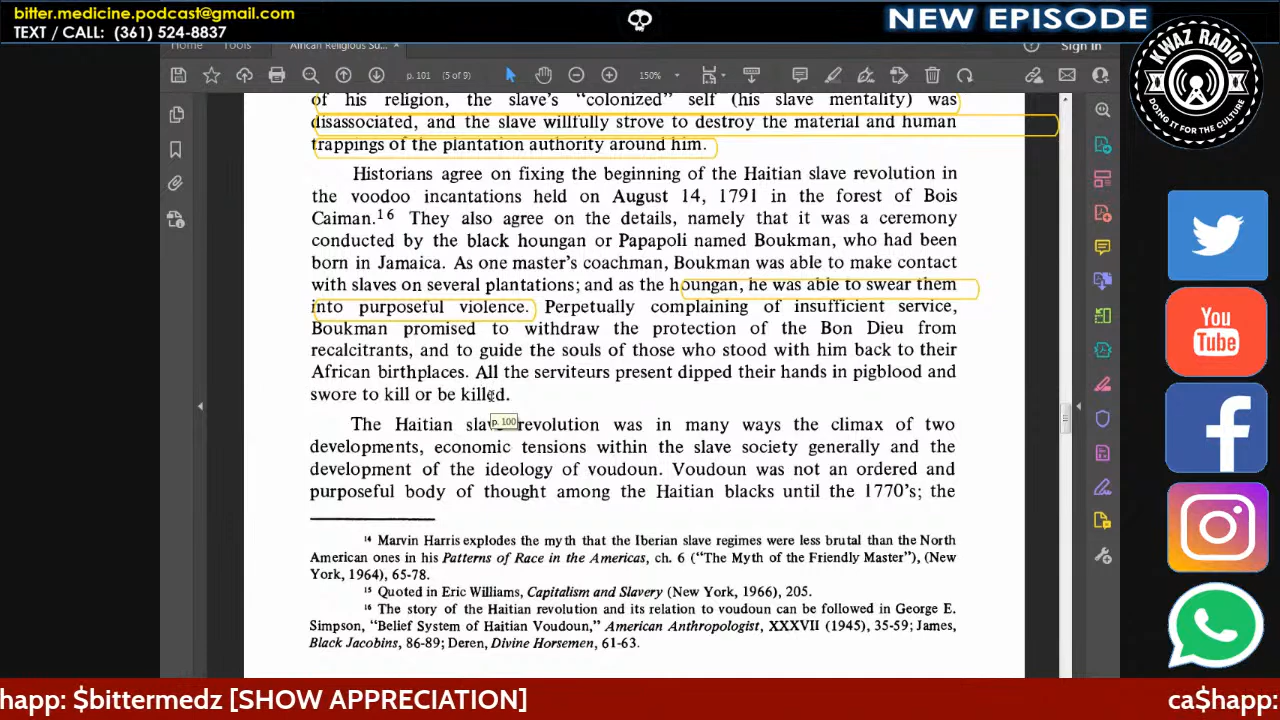 bitter.medicine.podcast@gmail.com
TEXT / CALL: (361) 524-8837
NEW EPISODE
KWAZ RADIO
DOING IT FOR THE CULTURE
Home Tools African Religious Su... × Sign In
p. 101 (5 of 9) 150%
of his religion, the slave's “colonized” self (his slave mentality) was
disassociated, and the slave willfully strove to destroy the material and human
trappings of the plantation authority around him.
Historians agree on fixing the beginning of the Haitian slave revolution in
the voodoo incantations held on August 14, 1791 in the forest of Bois
Caiman.16 They also agree on the details, namely that it was a ceremony
conducted by the black houngan or Papapoli named Boukman, who had been
born in Jamaica. As one master's coachman, Boukman was able to make contact
with slaves on several plantations; and as the houngan, he was able to swear them
into purposeful violence. Perpetually complaining of insufficient service,
Boukman promised to withdraw the protection of the Bon Dieu from
recalcitrants, and to guide the souls of those who stood with him back to their
African birthplaces. All the serviteurs present dipped their hands in pigblood and
swore to kill or be killed.
p. 100
The Haitian slave revolution was in many ways the climax of two
developments, economic tensions within the slave society generally and the
development of the ideology of voudoun. Voudoun was not an ordered and
purposeful body of thought among the Haitian blacks until the 1770's; the
14 Marvin Harris explodes the myth that the Iberian slave regimes were less brutal than the North
American ones in his Patterns of Race in the Americas, ch. 6 (“The Myth of the Friendly Master”), (New
York, 1964), 65-78.
15 Quoted in Eric Williams, Capitalism and Slavery (New York, 1966), 205.
16 The story of the Haitian revolution and its relation to voudoun can be followed in George E.
Simpson, “Belief System of Haitian Voudoun,” American Anthropologist, XXXVII (1945), 35-59; James,
Black Jacobins, 86-89; Deren, Divine Horsemen, 61-63.
You
Tube
happ: $bittermedz [SHOW APPRECIATION] ca$happ: